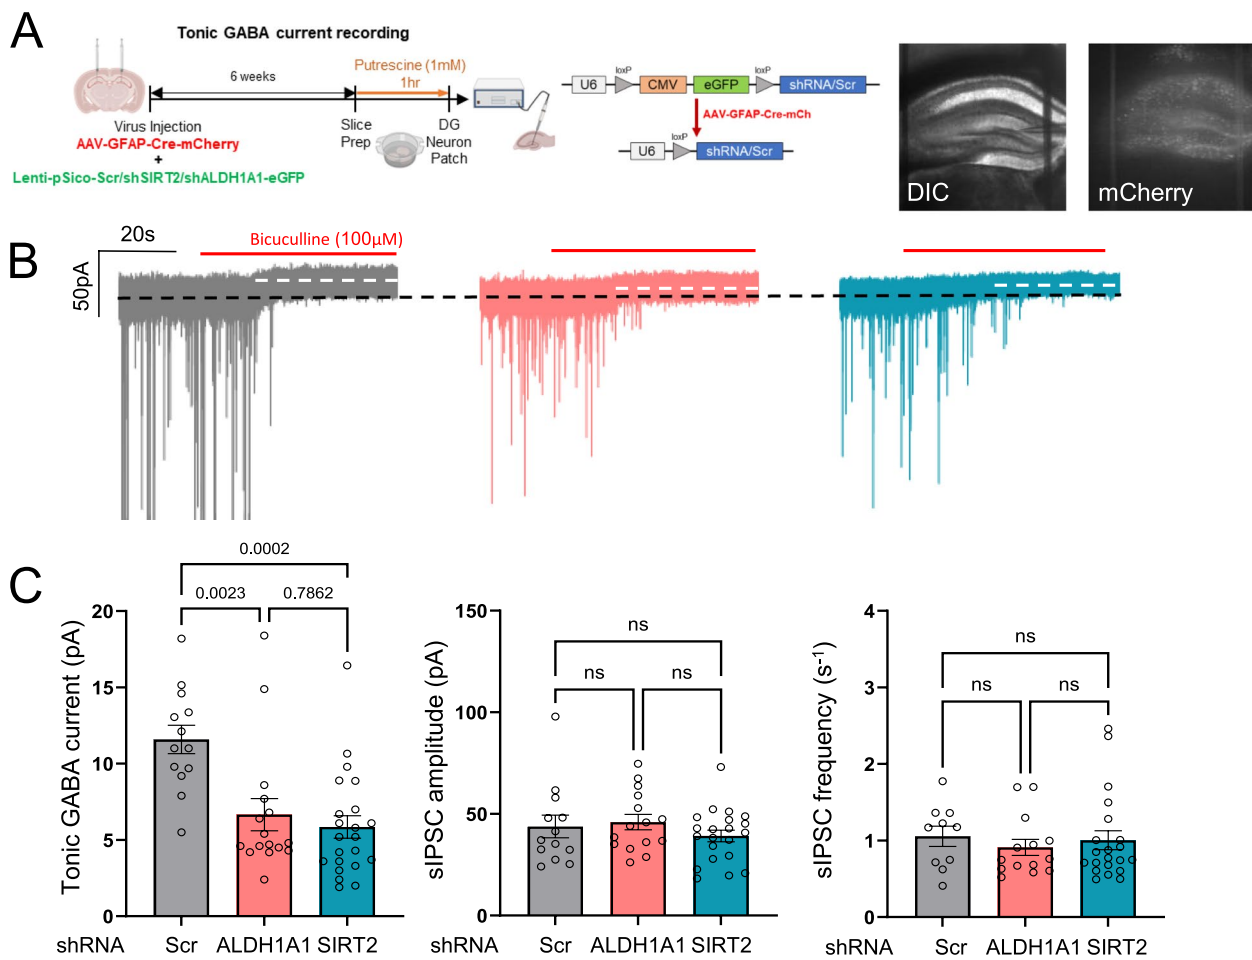 A
Tonic GABA current recording
6 weeks
Putrescine (1mM)
1hr
Virus Injection
AAV-GFAP-Cre-mCherry
+
Lenti-pSico-Scr/shSIRT2/shALDH1A1-eGFP
Slice
Prep
DG
Neuron
Patch
loxP
loxP
U6
CMV
eGFP
shRNA/Scr
AAV-GFAP-Cre-mCh
loxP
U6
shRNA/Scr
DIC
mCherry
B
20s
50pA
Bicuculline (100µM)
C
0.0002
0.0023
0.7862
Tonic GABA current (pA)
20
15
10
5
0
shRNA
Scr
ALDH1A1
SIRT2
sIPSC amplitude (pA)
150
100
50
0
ns
ns
ns
Scr
ALDH1A1
SIRT2
sIPSC frequency (s-1)
4
3
2
1
0
ns
ns
ns
shRNA
Scr
ALDH1A1
SIRT2